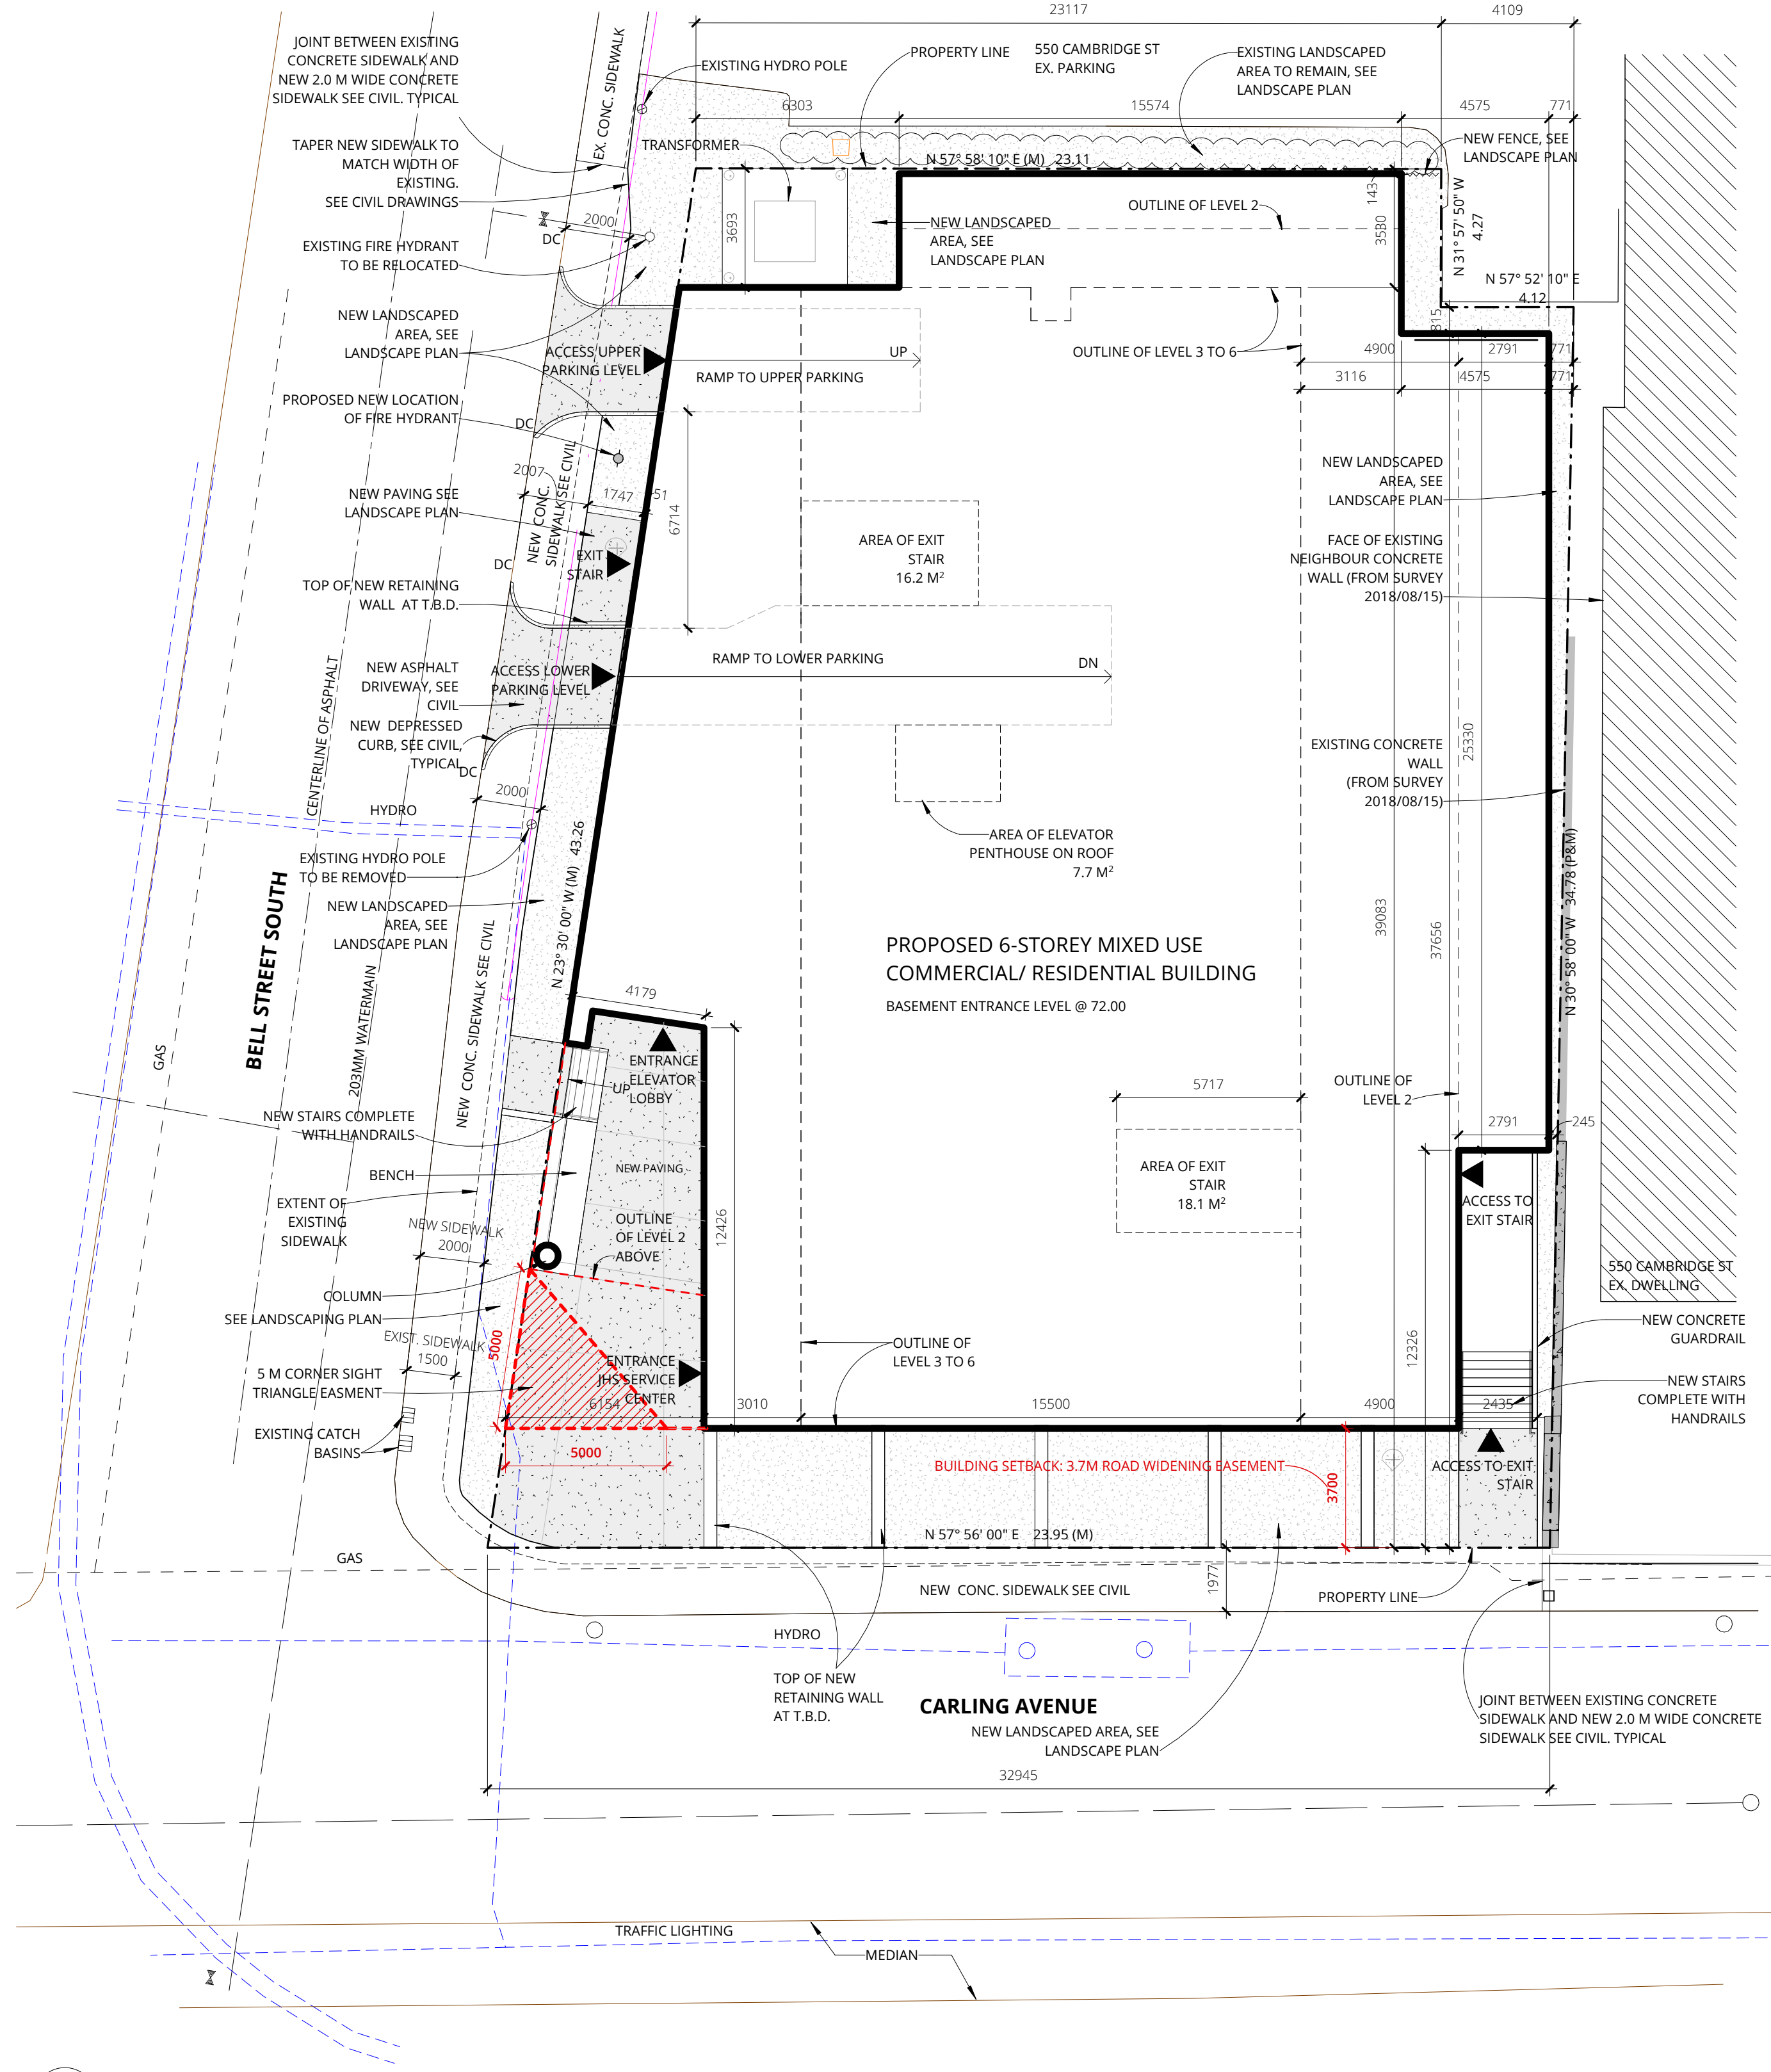 23117
4109
JOINT BETWEEN EXISTING
CONCRETE SIDEWALK AND
NEW 2.0 M WIDE CONCRETE
SIDEWALK SEE CIVIL. TYPICAL
EX. CONC. SIDEWALK
EXISTING HYDRO POLE
PROPERTY LINE
550 CAMBRIDGE ST
EX. PARKING
EXISTING LANDSCAPED
AREA TO REMAIN, SEE
LANDSCAPE PLAN
6303
15574
4575
771
TAPER NEW SIDEWALK TO
MATCH WIDTH OF
EXISTING.
SEE CIVIL DRAWINGS
TRANSFORMER
N 57° 58' 10" E (M) 23.11
NEW FENCE, SEE
LANDSCAPE PLAN
143
OUTLINE OF LEVEL 2
2000
DC
3693
NEW LANDSCAPED
AREA, SEE
LANDSCAPE PLAN
3530
N 31° 57' 50" W
4.27
EXISTING FIRE HYDRANT
TO BE RELOCATED
N 57° 52' 10" E
4.12
NEW LANDSCAPED
AREA, SEE
LANDSCAPE PLAN
815
ACCESS UPPER
PARKING LEVEL
UP
RAMP TO UPPER PARKING
OUTLINE OF LEVEL 3 TO 6
4900
2791
771
3116
4575
771
PROPOSED NEW LOCATION
OF FIRE HYDRANT
DC
2007
NEW CONC.
SIDEWALK SEE CIVIL
1747
51
6714
NEW PAVING SEE
LANDSCAPE PLAN
NEW LANDSCAPED
AREA, SEE
LANDSCAPE PLAN
EXIT
STAIR
DC
AREA OF EXIT
STAIR
16.2 M²
FACE OF EXISTING
NEIGHBOUR CONCRETE
WALL (FROM SURVEY
2018/08/15)
TOP OF NEW RETAINING
WALL AT T.B.D.
RAMP TO LOWER PARKING
DN
NEW ASPHALT
DRIVEWAY, SEE
CIVIL
ACCESS LOWER
PARKING LEVEL
CENTERLINE OF ASPHALT
NEW DEPRESSED
CURB, SEE CIVIL,
TYPICAL
DC
25330
EXISTING CONCRETE
WALL
(FROM SURVEY
2018/08/15)
2000
HYDRO
43.26
N 23° 30' 00" W (M)
AREA OF ELEVATOR
PENTHOUSE ON ROOF
7.7 M²
N 30° 58' 00" W 34.78 (P&M)
EXISTING HYDRO POLE
TO BE REMOVED
NEW LANDSCAPED
AREA, SEE
LANDSCAPE PLAN
39083
37656
BELL STREET SOUTH
203MM WATERMAIN
NEW CONC. SIDEWALK SEE CIVIL
PROPOSED 6-STOREY MIXED USE
COMMERCIAL/ RESIDENTIAL BUILDING
BASEMENT ENTRANCE LEVEL @ 72.00
4179
GAS
ENTRANCE
ELEVATOR
LOBBY
UP
5717
OUTLINE OF
LEVEL 2
NEW STAIRS COMPLETE
WITH HANDRAILS
2791
245
BENCH
NEW PAVING
AREA OF EXIT
STAIR
18.1 M²
ACCESS TO
EXIT STAIR
EXTENT OF
EXISTING
SIDEWALK
NEW SIDEWALK
2000
OUTLINE
OF LEVEL 2
ABOVE
12426
550 CAMBRIDGE ST
EX. DWELLING
COLUMN
SEE LANDSCAPING PLAN
EXIST. SIDEWALK
1500
5000
NEW CONCRETE
GUARDRAIL
12326
OUTLINE OF
LEVEL 3 TO 6
5 M CORNER SIGHT
TRIANGLE EASMENT
ENTRANCE
JHS SERVICE
CENTER
NEW STAIRS
COMPLETE WITH
HANDRAILS
6154
3010
15500
4900
2435
EXISTING CATCH
BASINS
5000
BUILDING SETBACK: 3.7M ROAD WIDENING EASEMENT
3700
ACCESS TO EXIT
STAIR
N 57° 56' 00" E 23.95 (M)
GAS
1977
NEW CONC. SIDEWALK SEE CIVIL
PROPERTY LINE
HYDRO
TOP OF NEW
RETAINING WALL
AT T.B.D.
CARLING AVENUE
NEW LANDSCAPED AREA, SEE
LANDSCAPE PLAN
JOINT BETWEEN EXISTING CONCRETE
SIDEWALK AND NEW 2.0 M WIDE CONCRETE
SIDEWALK SEE CIVIL. TYPICAL
32945
TRAFFIC LIGHTING
MEDIAN